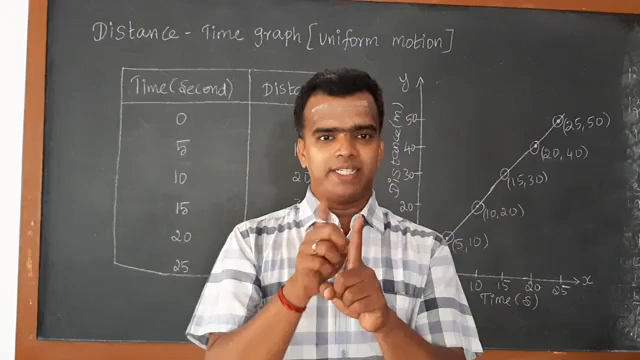 Distance - Time graph [uniform motion]
Time (second)
0
5
10 20
15
20
25
y
Distance (m)
50
40
30
20
(25,50)
(20,40)
(15,30)
(10,20)
(5,10)
10 15 20 25 x
Time (s)